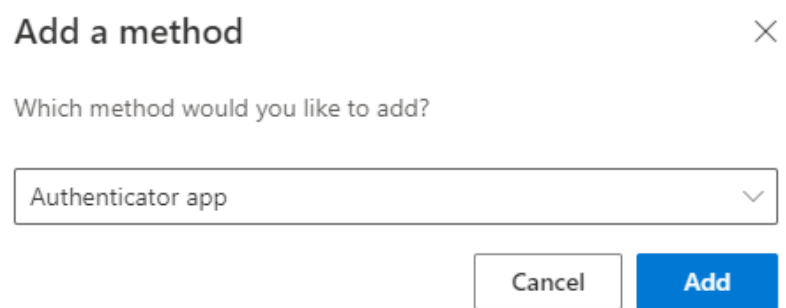 Add a method
Which method would you like to add?
Authenticator app
Cancel
Add